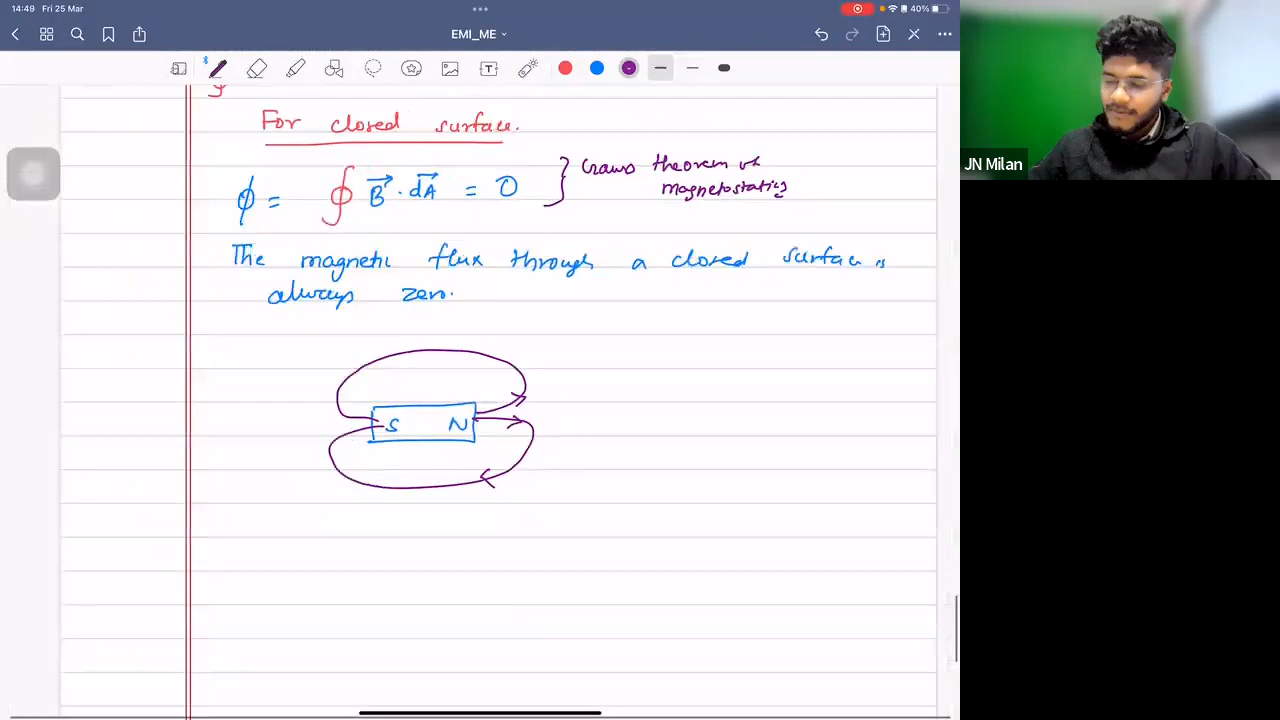 14:49 Fri 25 Mar
40%
EMI_ME
For closed surface.
ϕ = ∮ B⃗ · dA⃗ = 0
Gauss theorem of
magnetostatics
The magnetic flux through a closed surface is
always zero.
S N
JN Milan